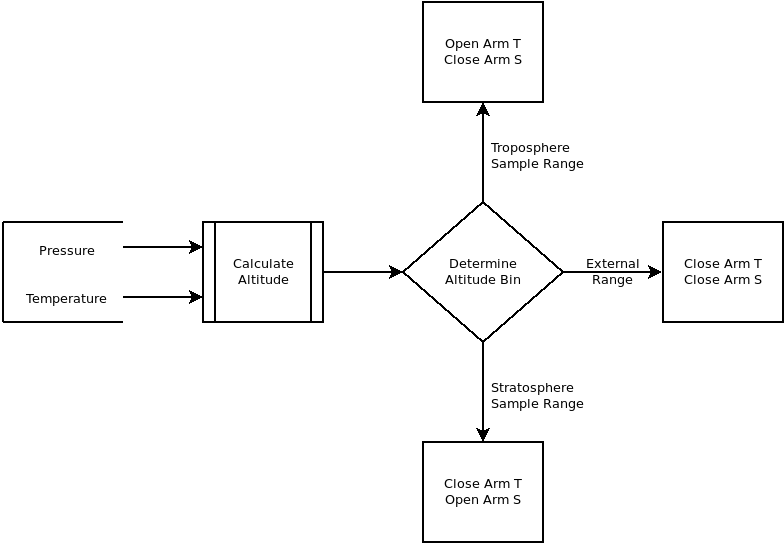 Open Arm T
Close Arm S
Troposphere
Sample Range
Pressure
Temperature
Calculate
Altitude
Determine
Altitude Bin
External
Range
Close Arm T
Close Arm S
Stratosphere
Sample Range
Close Arm T
Open Arm S